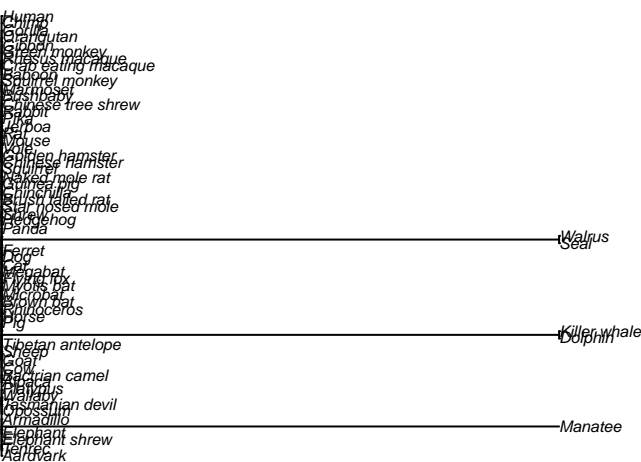 Human
Chimp
Gorilla
Orangutan
Gibbon
Green monkey
Rhesus macaque
Crab eating macaque
Baboon
Squirrel monkey
Marmoset
Bushbaby
Chinese tree shrew
Rabbit
Pika
Jerboa
Rat
Mouse
Vole
Golden hamster
Chinese hamster
Squirrel
Naked mole rat
Guinea pig
Chinchilla
Brush tailed rat
Star nosed mole
Shrew
Hedgehog
Panda
Walrus
Seal
Ferret
Dog
Cat
Megabat
Flying fox
Myotis bat
Microbat
Brown bat
Rhinoceros
Horse
Pig
Killer whale
Dolphin
Tibetan antelope
Sheep
Goat
Cow
Bactrian camel
Alpaca
Platypus
Wallaby
Tasmanian devil
Opossum
Armadillo
Manatee
Elephant
Elephant shrew
Tenrec
Aardvark